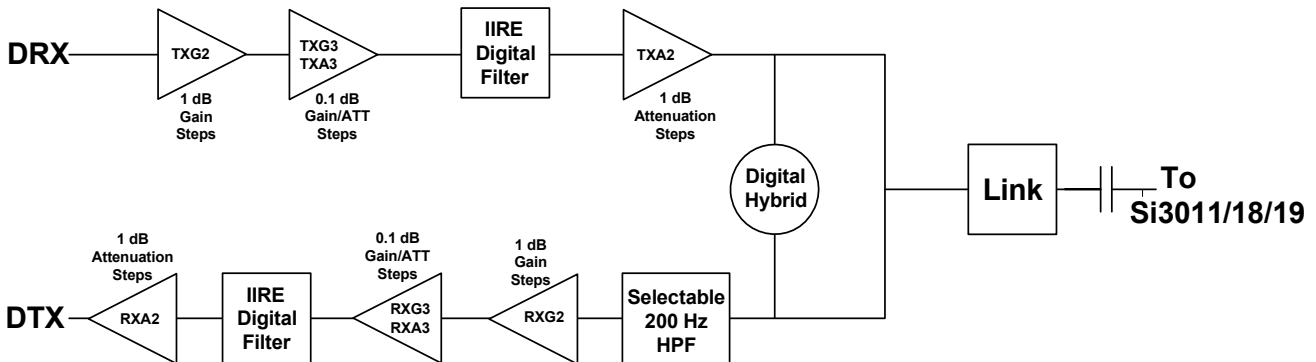 DRX
TXG2
1 dB
Gain
Steps
TXG3
TXA3
0.1 dB
Gain/ATT
Steps
IIRE
Digital
Filter
TXA2
1 dB
Attenuation
Steps
Digital
Hybrid
Link
To
Si3011/18/19
DTX
1 dB
Attenuation
Steps
RXA2
IIRE
Digital
Filter
0.1 dB
Gain/ATT
Steps
RXG3
RXA3
1 dB
Gain
Steps
RXG2
Selectable
200 Hz
HPF